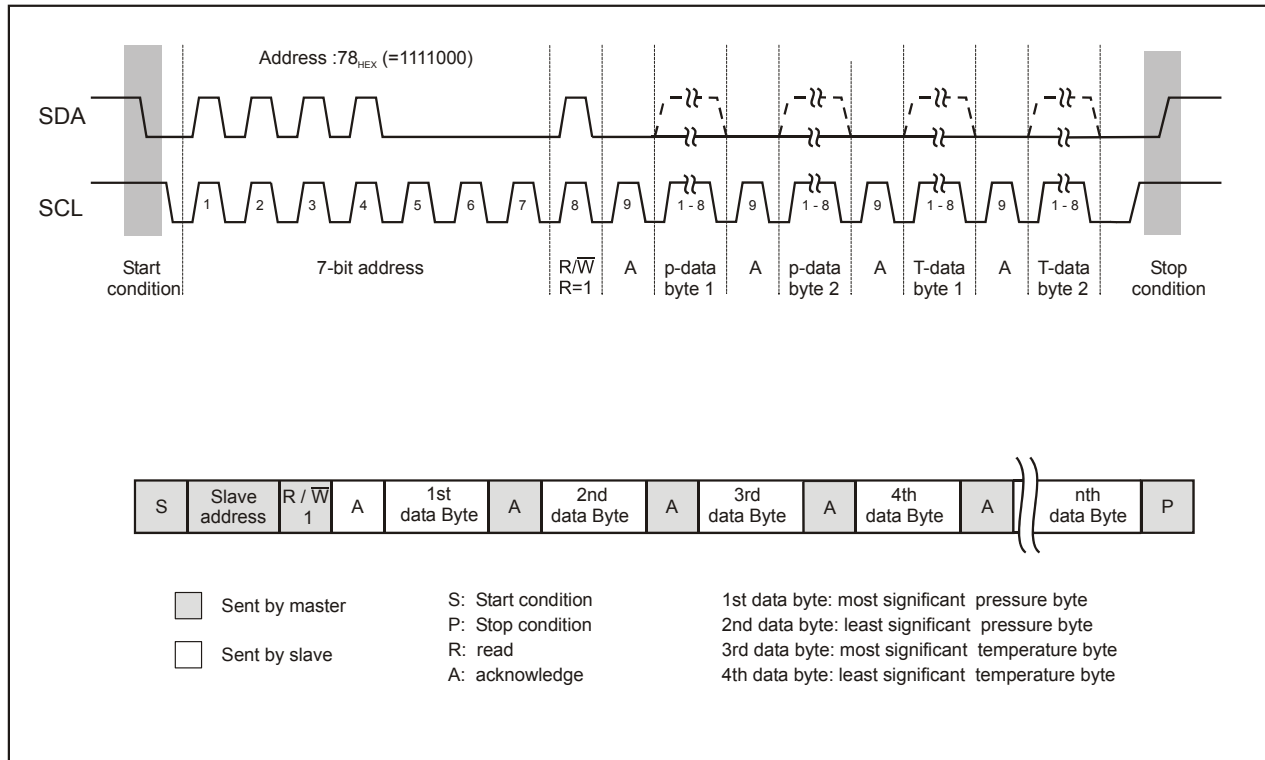 Address :78HEX (=1111000)
SDA
SCL
1 2 3 4 5 6 7 8 9 1 - 8 9 1 - 8 9 1 - 8 9 1 - 8
Start
condition
7-bit address
R/W̅
R=1
A
p-data
byte 1
A
p-data
byte 2
A
T-data
byte 1
A
T-data
byte 2
Stop
condition
S
Slave
address
R / W̅
1
A
1st
data Byte
A
2nd
data Byte
A
3rd
data Byte
A
4th
data Byte
A
nth
data Byte
P
Sent by master
Sent by slave
S: Start condition
P: Stop condition
R: read
A: acknowledge
1st data byte: most significant pressure byte
2nd data byte: least significant pressure byte
3rd data byte: most significant temperature byte
4th data byte: least significant temperature byte